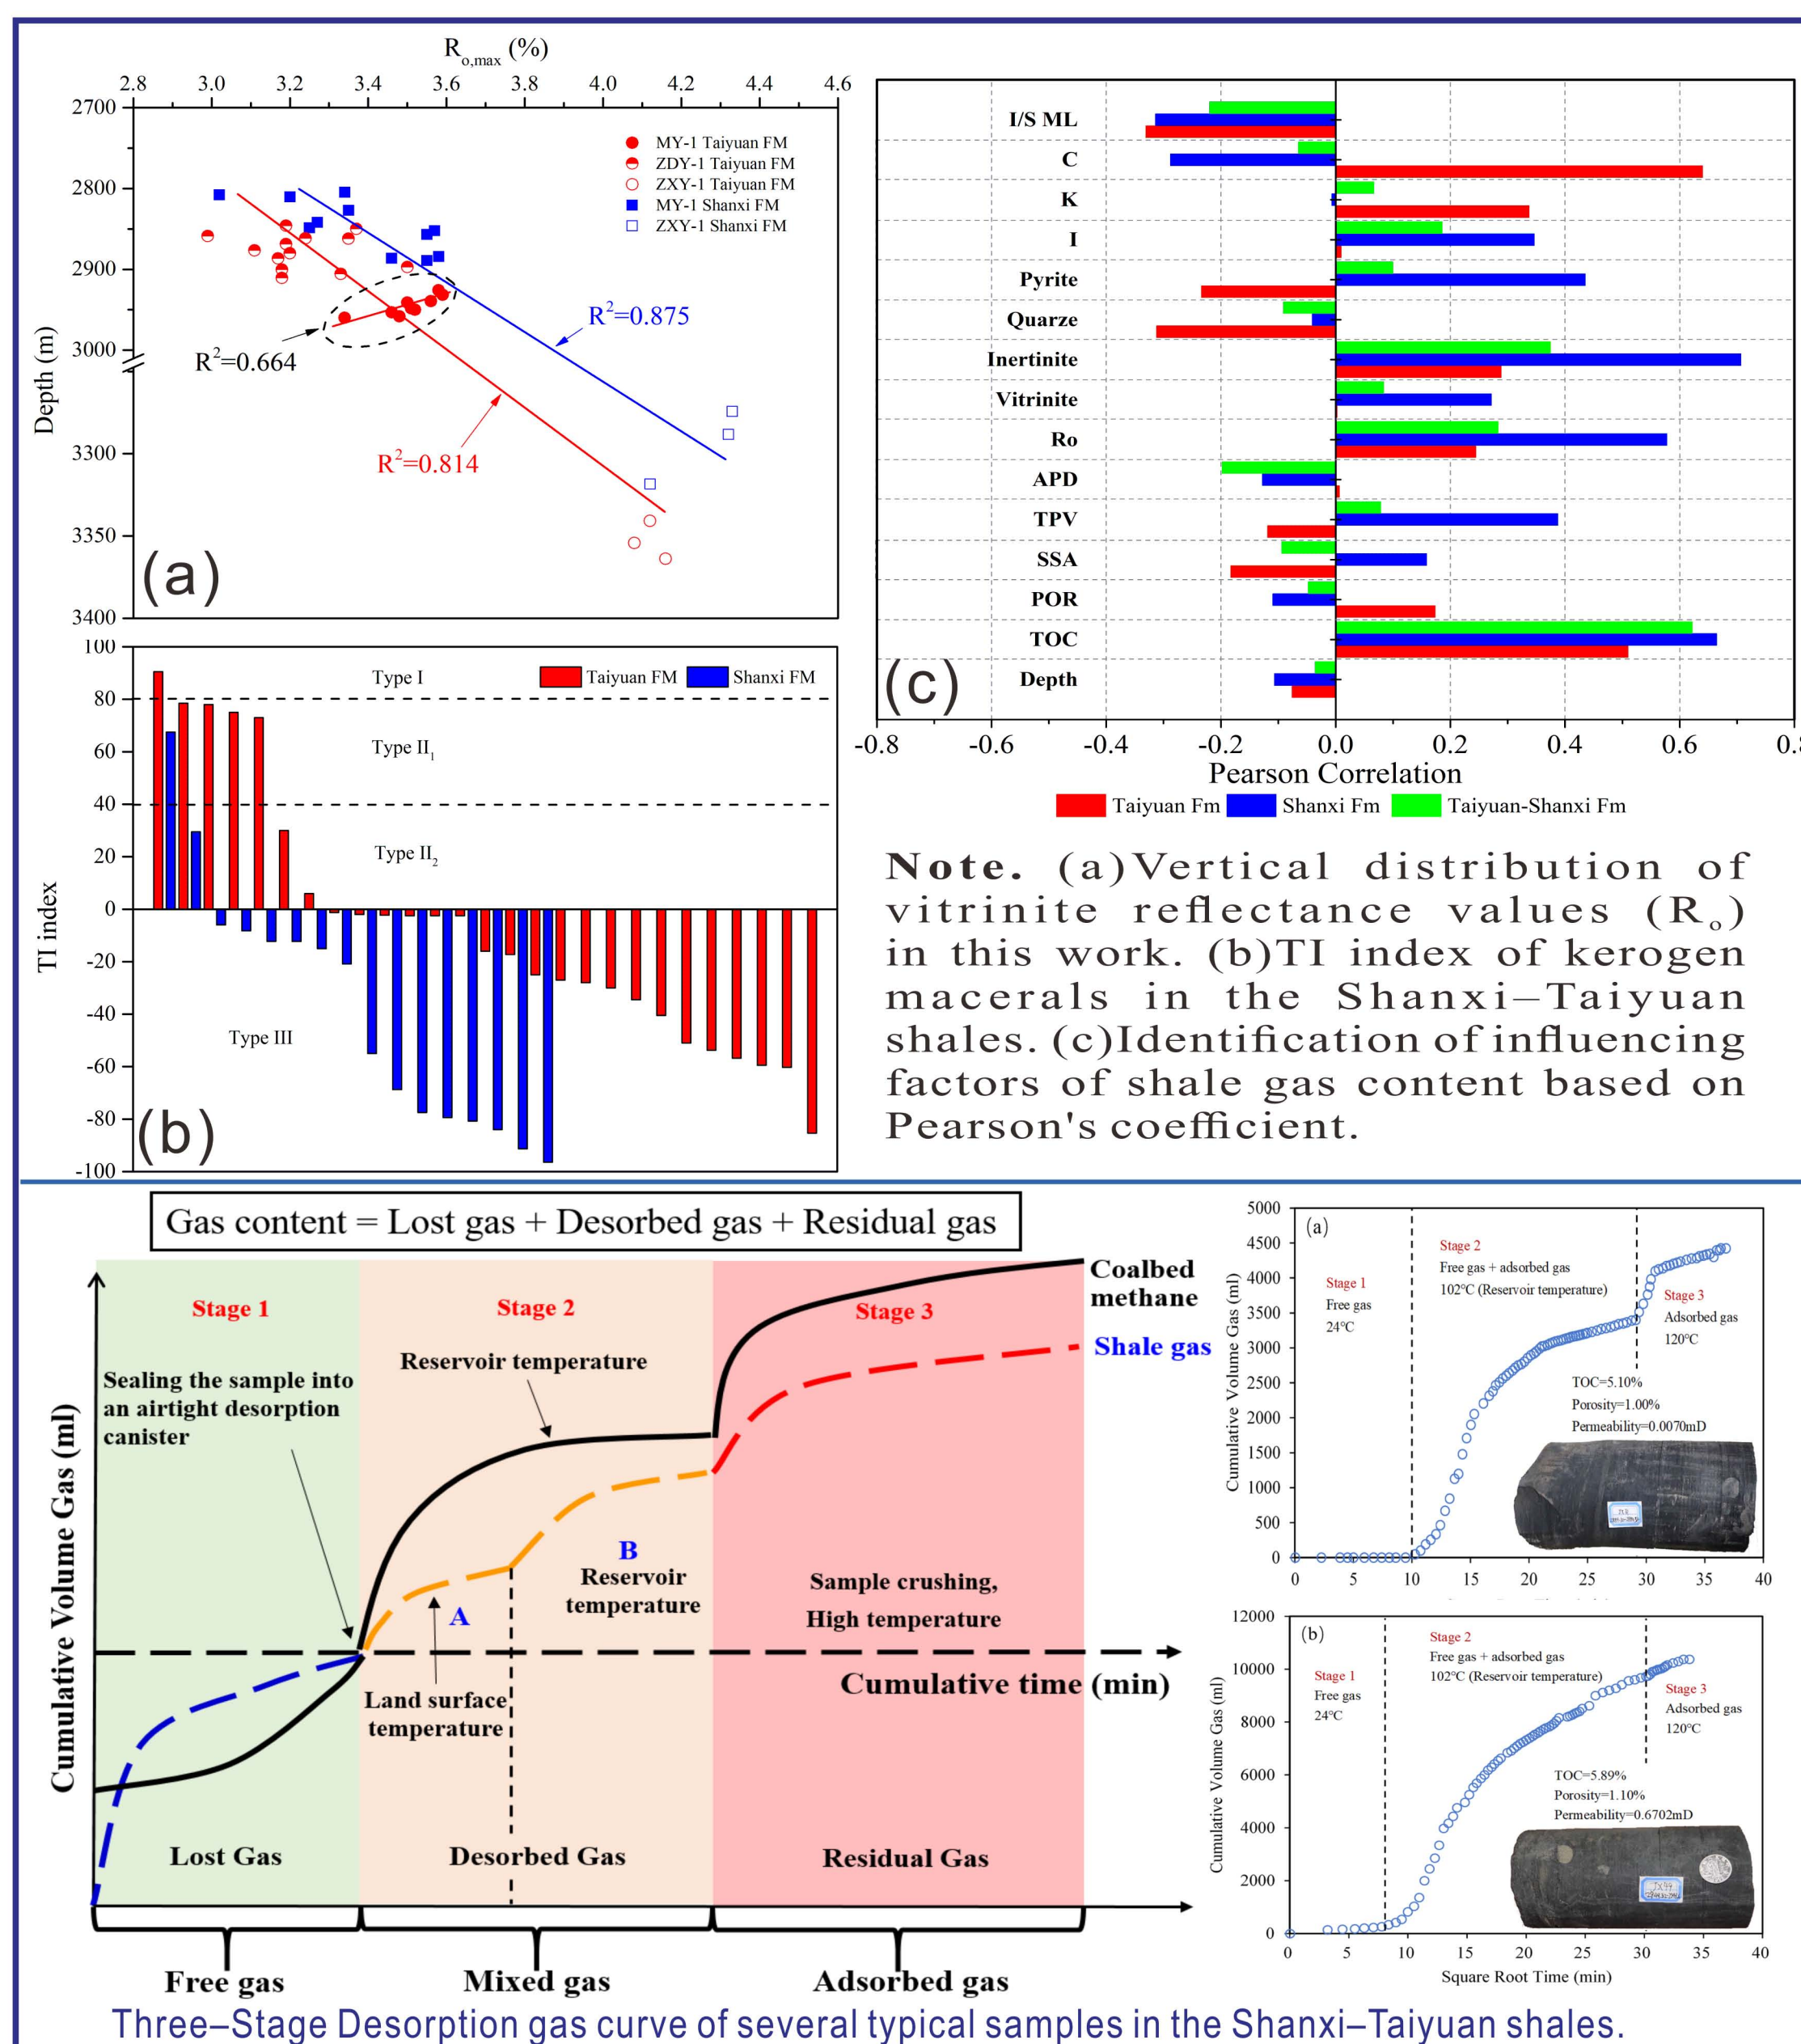 R_o,max (%)
2.8 3.0 3.2 3.4 3.6 3.8 4.0 4.2 4.4 4.6
Depth (m)
2700
2800
2900
3000
3300
3350
3400
MY-1 Taiyuan FM
ZDY-1 Taiyuan FM
ZXY-1 Taiyuan FM
MY-1 Shanxi FM
ZXY-1 Shanxi FM
R²=0.875
R²=0.664
R²=0.814
(a)
TI index
100
80
60
40
20
0
-20
-40
-60
-80
-100
Type I
Taiyuan FM Shanxi FM
Type II₁
Type II₂
Type III
(b)
I/S ML
C
K
I
Pyrite
Quarze
Inertinite
Vitrinite
Ro
APD
TPV
SSA
POR
TOC
Depth
(c)
-0.8 -0.6 -0.4 -0.2 0.0 0.2 0.4 0.6
Pearson Correlation
Taiyuan Fm Shanxi Fm Taiyuan-Shanxi Fm
Note. (a)Vertical distribution of
vitrinite reflectance values (Rₒ)
in this work. (b)TI index of kerogen
macerals in the Shanxi–Taiyuan
shales. (c)Identification of influencing
factors of shale gas content based on
Pearson's coefficient.
Gas content = Lost gas + Desorbed gas + Residual gas
Cumulative Volume Gas (ml)
Stage 1
Stage 2
Stage 3
Coalbed
methane
Shale gas
Reservoir temperature
Sealing the sample into
an airtight desorption
canister
B
Reservoir
temperature
A
Sample crushing,
High temperature
Land surface
temperature
Cumulative time (min)
Lost Gas
Desorbed Gas
Residual Gas
Free gas
Mixed gas
Adsorbed gas
Cumulative Volume Gas (ml)
5000
4500
4000
3500
3000
2500
2000
1500
1000
500
0
(a)
Stage 1
Free gas
24℃
Stage 2
Free gas + adsorbed gas
102℃ (Reservoir temperature)
Stage 3
Adsorbed gas
120℃
TOC=5.10%
Porosity=1.00%
Permeability=0.0070mD
0 5 10 15 20 25 30 35 40
Cumulative Volume Gas (ml)
12000
10000
8000
6000
4000
2000
0
(b)
Stage 1
Free gas
24℃
Stage 2
Free gas + adsorbed gas
102℃ (Reservoir temperature)
Stage 3
Adsorbed gas
120℃
TOC=5.89%
Porosity=1.10%
Permeability=0.6702mD
0 5 10 15 20 25 30 35 40
Square Root Time (min)
Three–Stage Desorption gas curve of several typical samples in the Shanxi–Taiyuan shales.